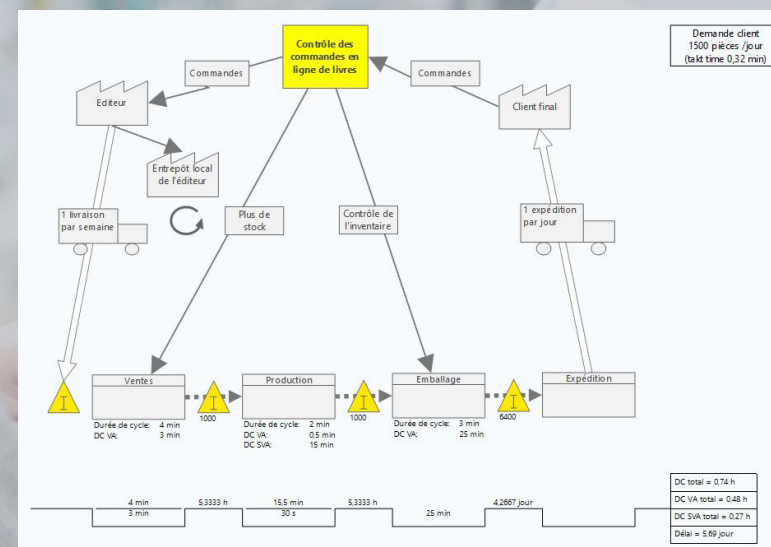 Contrôle des
commandes en
ligne de livres
Demande client
1500 pièces /jour
(takt time 0,32 min)
Commandes
Commandes
Editeur
Client final
Entrepôt local
de l'éditeur
1 livraison
par semaine
Plus de
stock
Contrôle de
l'inventaire
1 expédition
par jour
I
Ventes
I
Production
I
Emballage
I
Expédition
1000
1000
6400
Durée de cycle: 4 min
DC VA: 3 min
Durée de cycle: 2 min
DC VA: 0,5 min
DC SVA: 15 min
Durée de cycle: 3 min
DC VA: 25 min
4 min
5,3333 h
15,5 min
5,3333 h
4,2667 jour
3 min
30 s
25 min
DC total = 0,74 h
DC VA total = 0,48 h
DC SVA total = 0,27 h
Délai = 5,69 jour